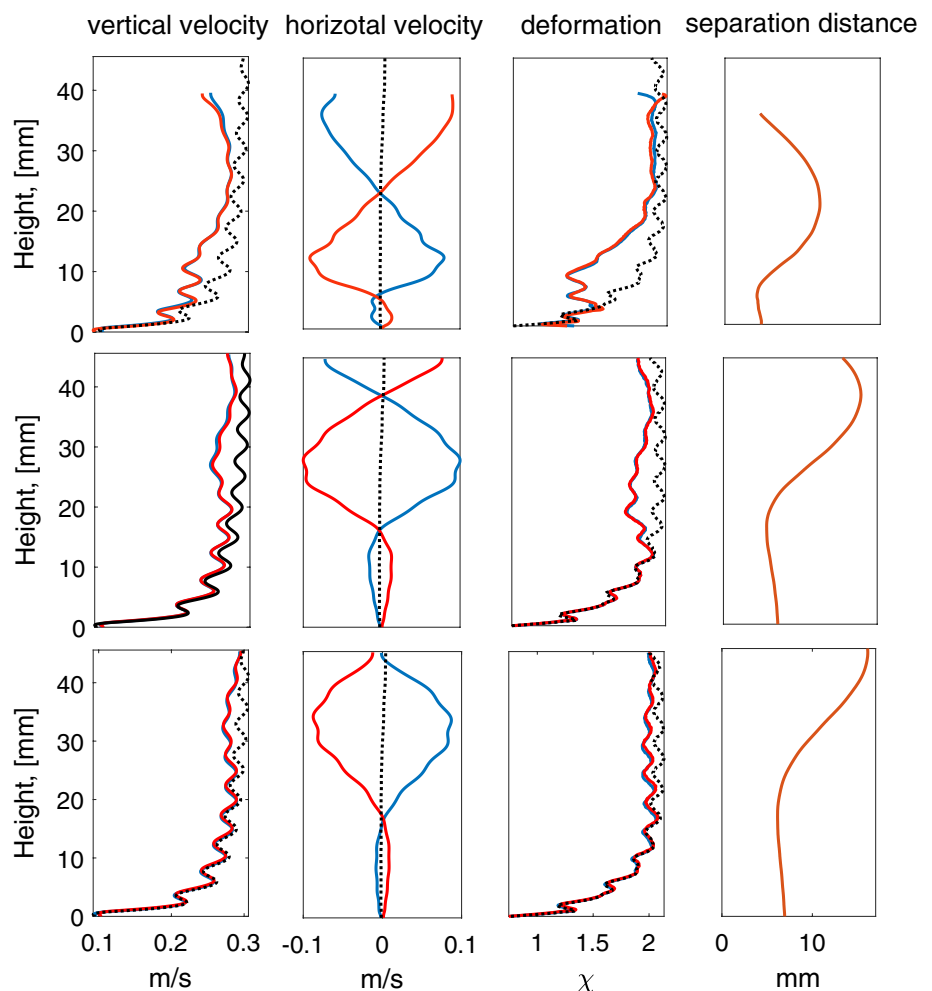 vertical velocity horizotal velocity deformation separation distance
Height, [mm]
40
30
20
10
0
Height, [mm]
40
30
20
10
0
Height, [mm]
40
30
20
10
0
0.1 0.2 0.3 -0.1 0 0.1 1 1.5 2 0 10
m/s m/s χ mm